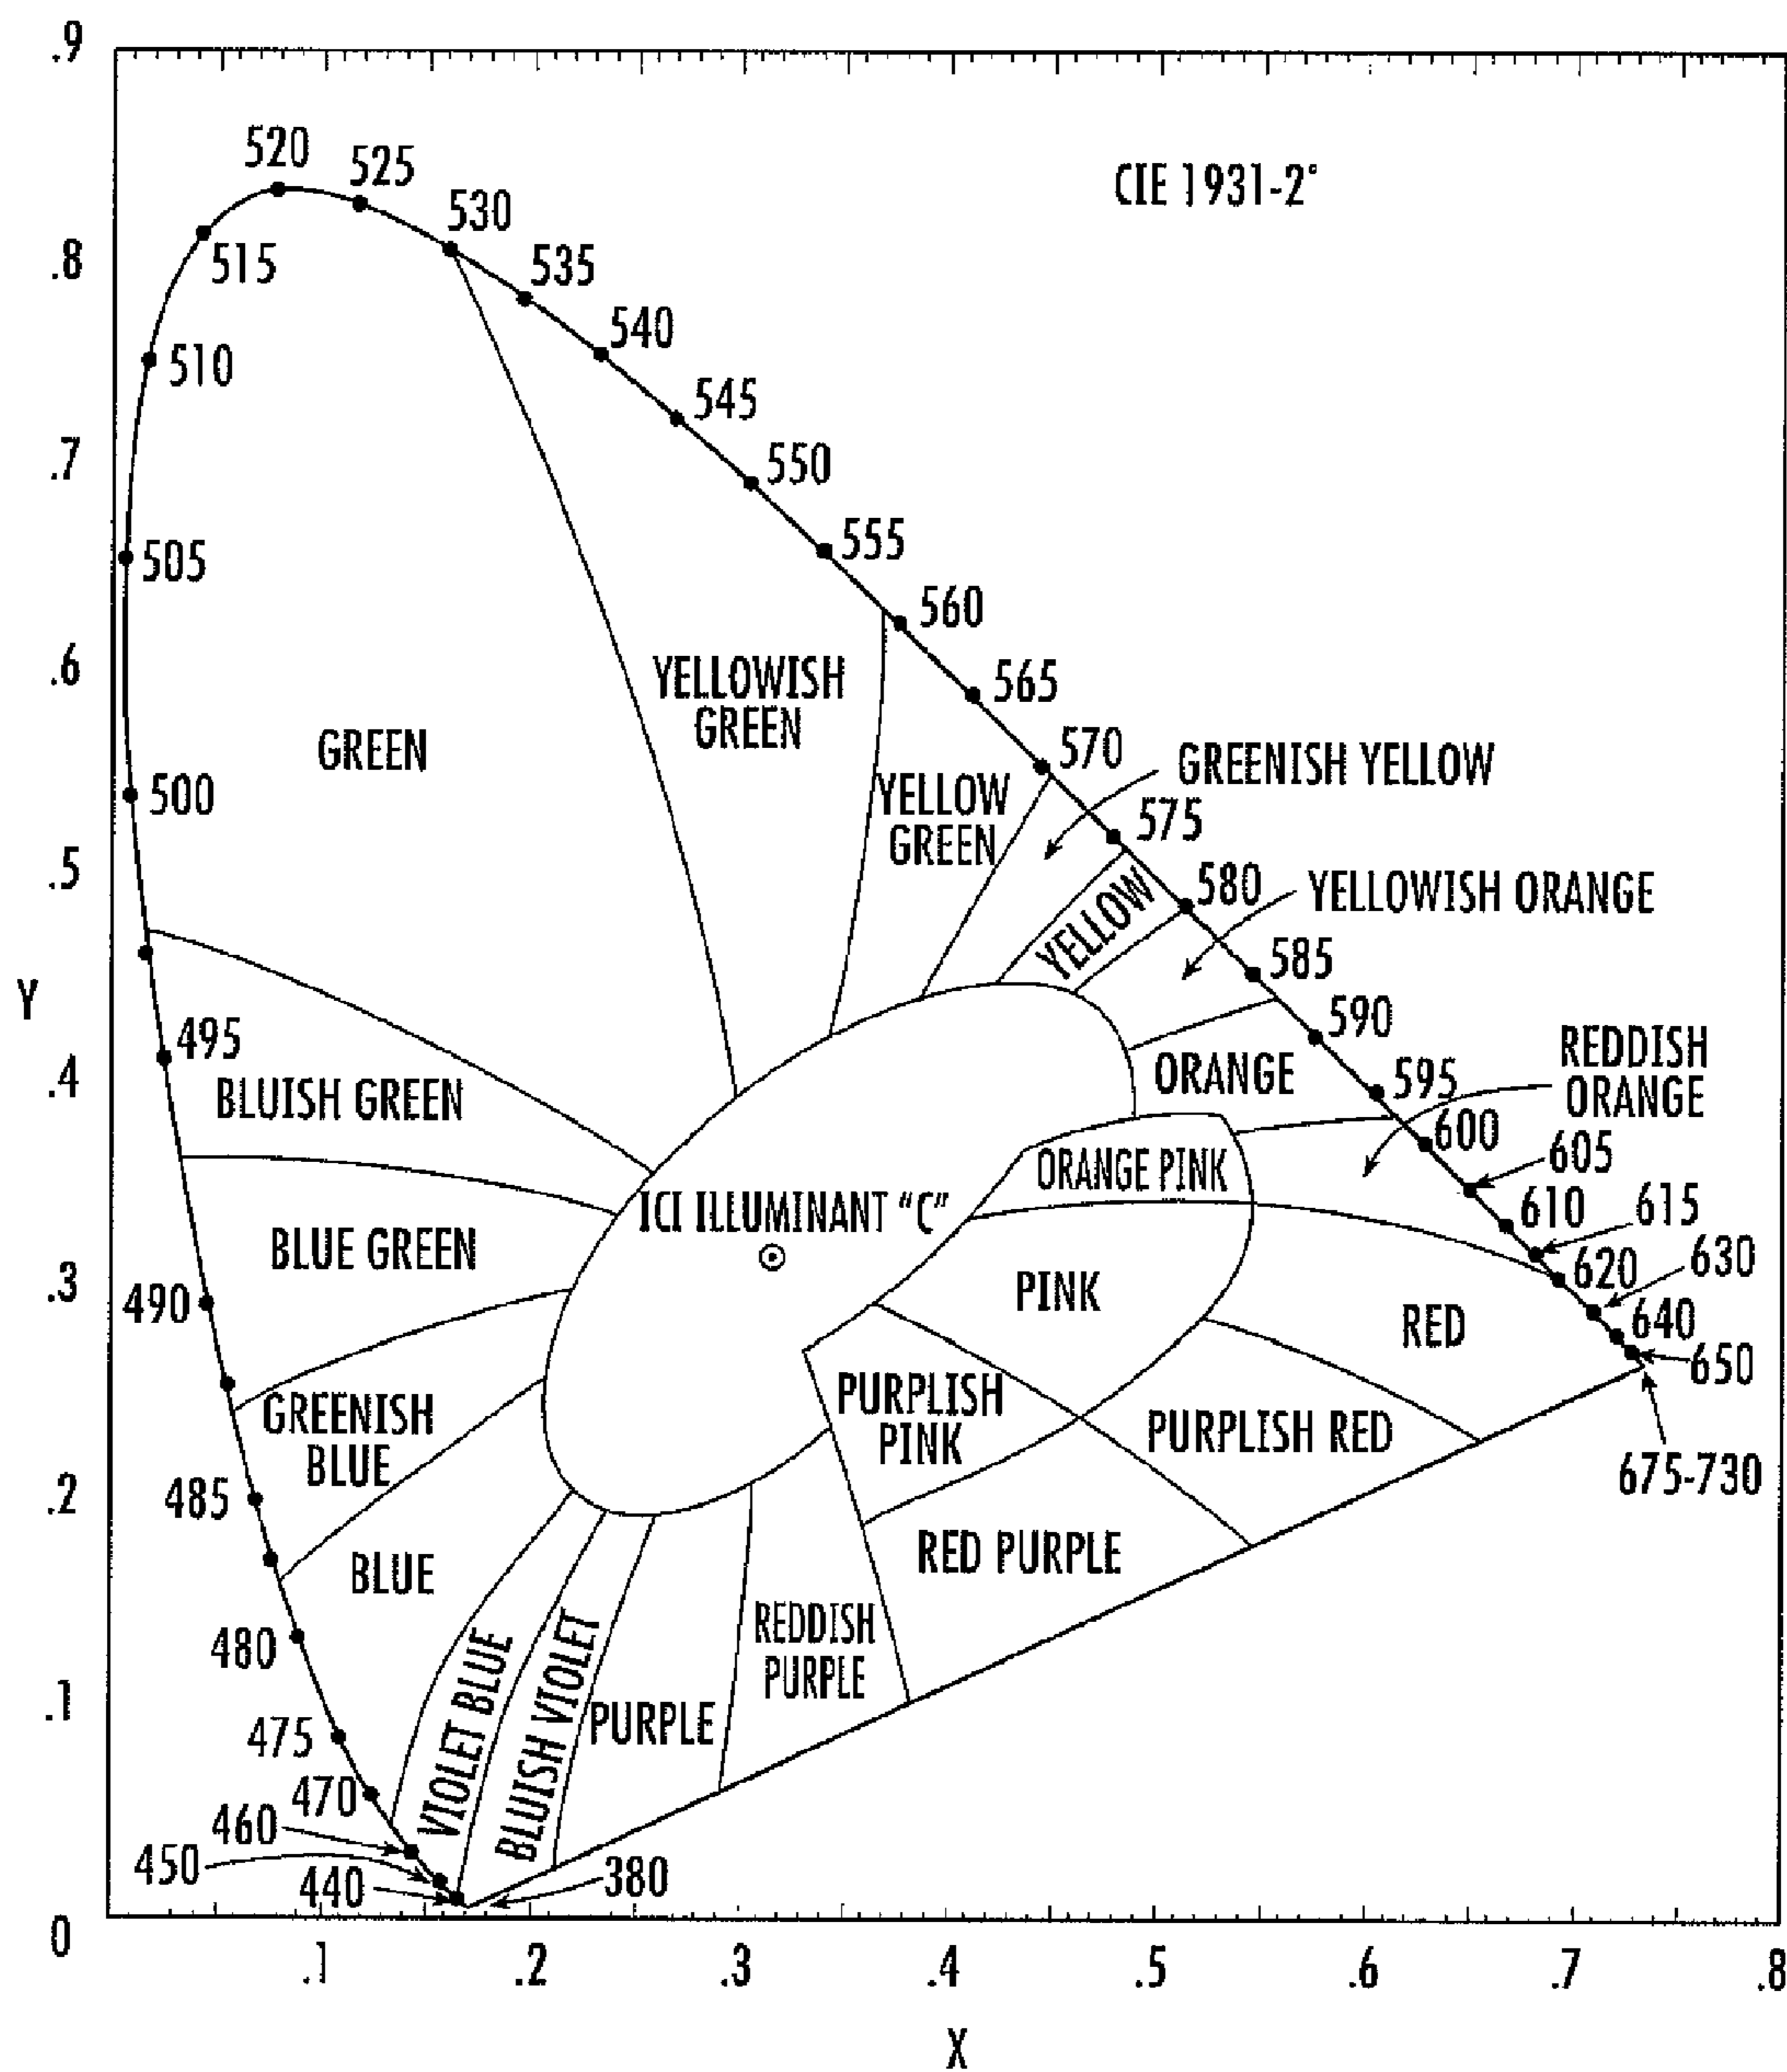 .9
520
525
CIE 1931-2°
530
.8
515
535
540
510
545
.7
550
505
555
560
.6
YELLOWISH
GREEN
565
GREEN
570
GREENISH YELLOW
500
YELLOW
GREEN
575
.5
580
YELLOWISH ORANGE
YELLOW
585
Y
590
495
REDDISH
ORANGE
.4
BLUISH GREEN
ORANGE
595
600
605
ORANGE PINK
ICI ILLUMINANT "C"
610
615
BLUE GREEN
620
630
.3
490
PINK
RED
640
650
GREENISH
BLUE
PURPLISH
PINK
PURPLISH RED
675-730
.2
485
BLUE
RED PURPLE
480
REDDISH
PURPLE
.1
475
VIOLET BLUE
BLUISH VIOLET
PURPLE
470
460
450
440
380
0
.1
.2
.3
.4
.5
.6
.7
.8
X